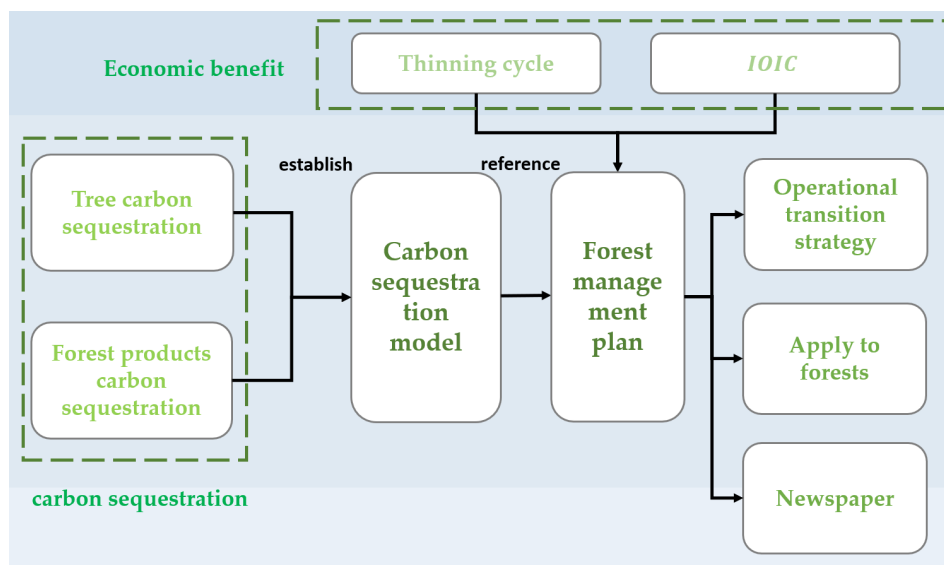 Economic benefit
Thinning cycle
IOIC
establish
reference
Tree carbon
sequestration
Forest products
carbon
sequestration
Carbon
sequestra
tion
model
Forest
manage
ment
plan
Operational
transition
strategy
Apply to
forests
Newspaper
carbon sequestration